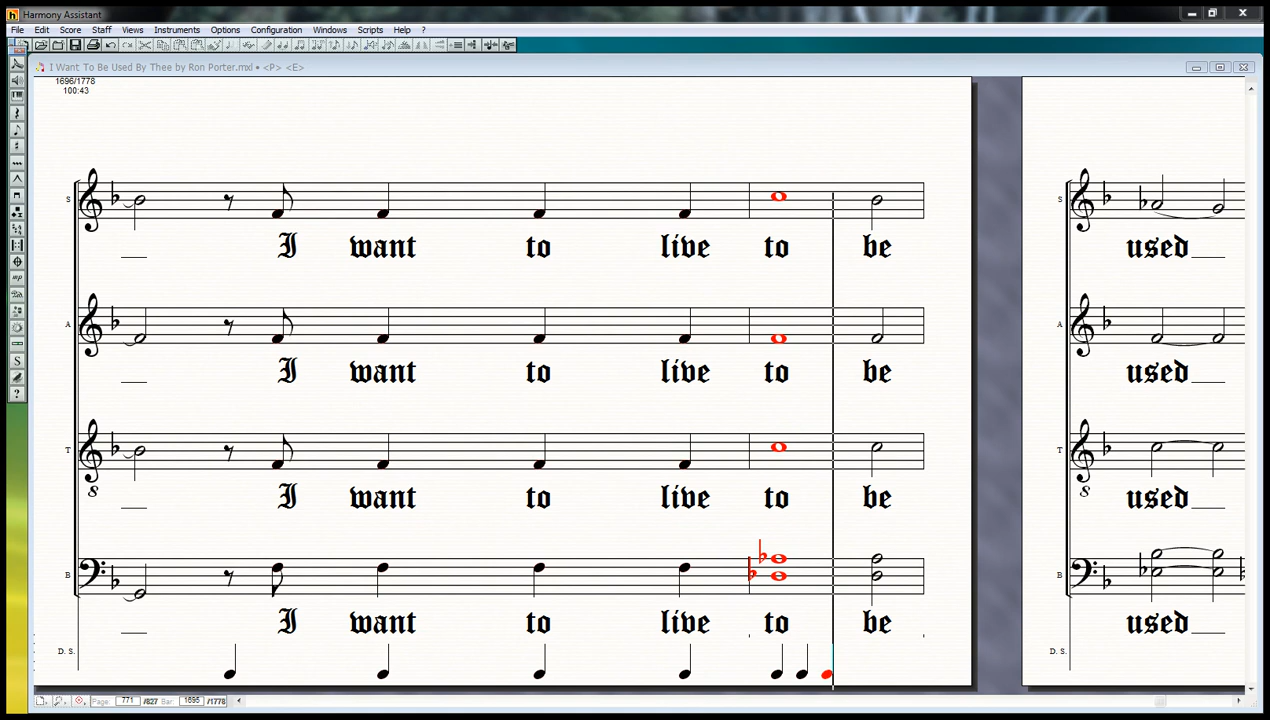 Harmony Assistant
File Edit Score Staff Views Instruments Options Configuration Windows Scripts Help ?
I Want To Be Used By Thee by Ron Porter.mxl • <P> <E>
1696/1778
100:43
S
I want to live to be
S
used
A
I want to live to be
A
used
T
8
I want to live to be
T
8
used
B
I want to live to be
B
used
D. S.
D. S.
Page: 771 /827 Bar: 1695 /1778